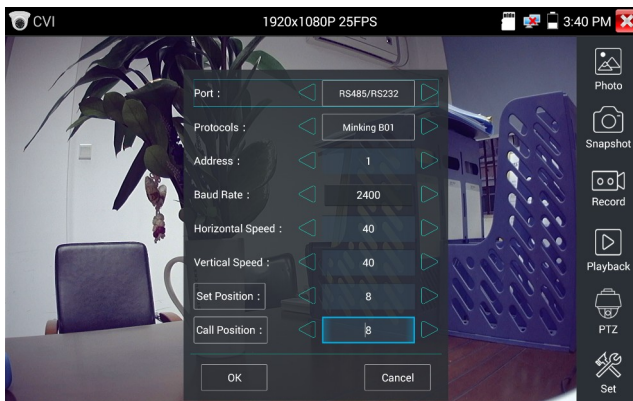 CVI 1920x1080P 25FPS 3:40 PM
Port : RS485/RS232
Protocols : Minking B01
Address : 1
Baud Rate : 2400
Horizontal Speed : 40
Vertical Speed : 40
Set Position : 8
Call Position : 8
OK Cancel
Photo
Snapshot
Record
Playback
PTZ
Set